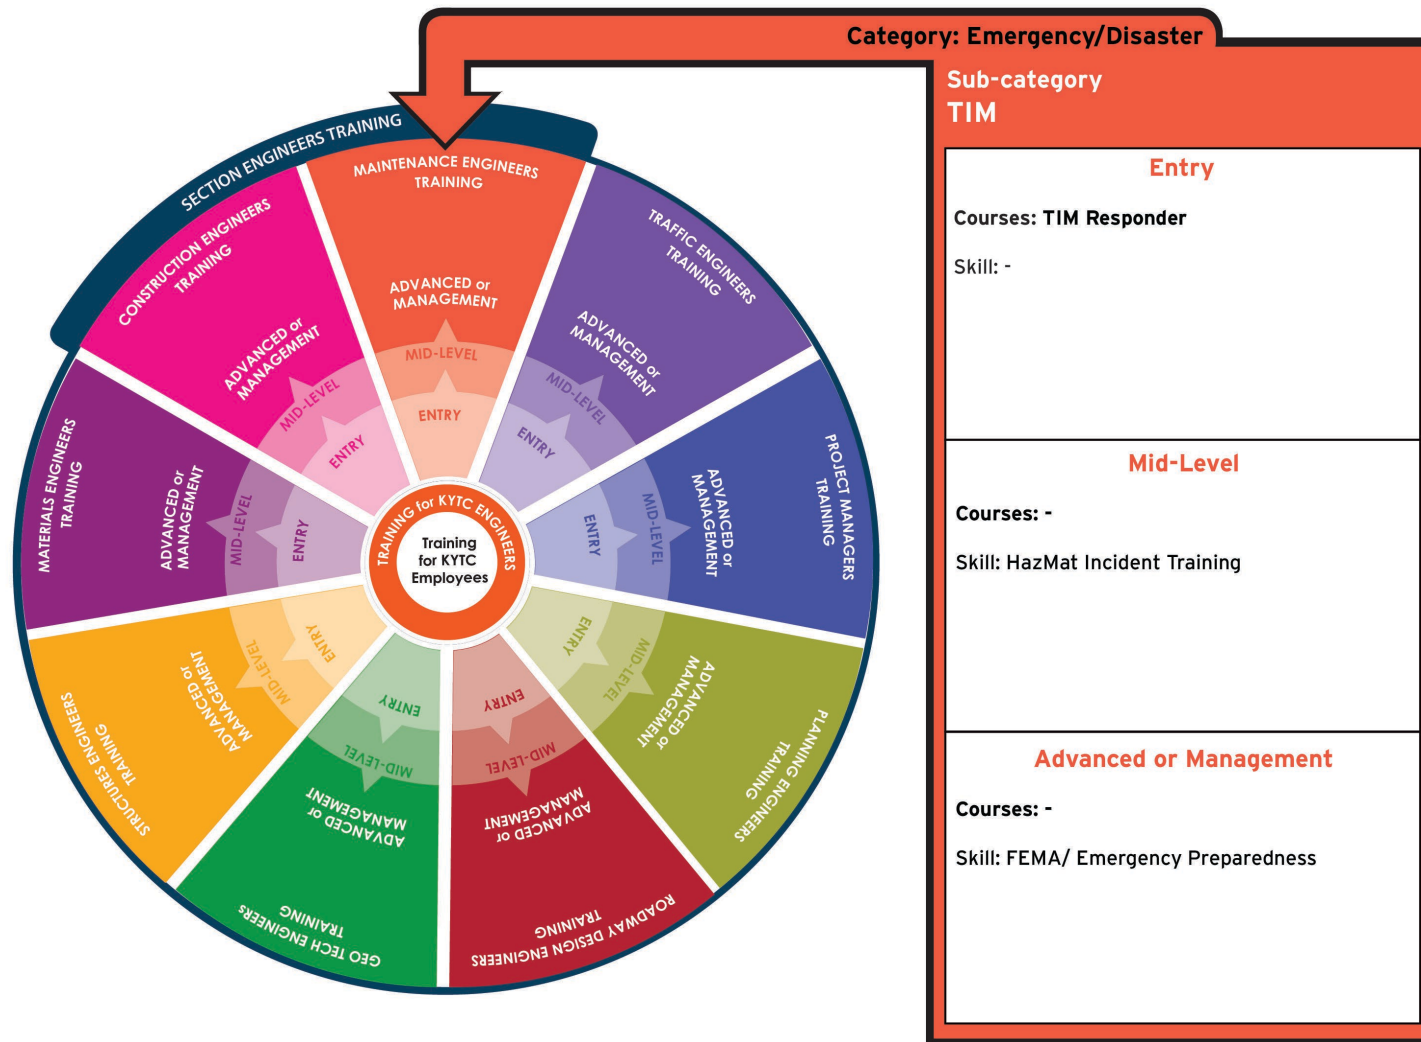 Category: Emergency/Disaster
Sub-category
TIM
Entry
Courses: TIM Responder
Skill: -
Mid-Level
Courses: -
Skill: HazMat Incident Training
Advanced or Management
Courses: -
Skill: FEMA/ Emergency Preparedness
SECTION ENGINEERS TRAINING
MAINTENANCE ENGINEERS
TRAINING
ADVANCED or
MANAGEMENT
MID-LEVEL
ENTRY
TRAFFIC ENGINEERS
TRAINING
ADVANCED or
MANAGEMENT
MID-LEVEL
ENTRY
PROJECT MANAGERS
TRAINING
ADVANCED or
MANAGEMENT
MID-LEVEL
ENTRY
PLANNING ENGINEERS
TRAINING
ADVANCED or
MANAGEMENT
MID-LEVEL
ENTRY
ROADWAY DESIGN ENGINEERS
TRAINING
ADVANCED or
MANAGEMENT
MID-LEVEL
ENTRY
GEO TECH ENGINEERs
TRAINING
ADVANCED or
MANAGEMENT
MID-LEVEL
ENTRY
STRUCTURES ENGINEERS
TRAINING
ADVANCED or
MANAGEMENT
MID-LEVEL
ENTRY
MATERIALS ENGINEERS
TRAINING
ADVANCED or
MANAGEMENT
MID-LEVEL
ENTRY
CONSTRUCTION ENGINEERS
TRAINING
ADVANCED or
MANAGEMENT
MID-LEVEL
ENTRY
TRAINING for KYTC ENGINEERS
Training
for KYTC
Employees